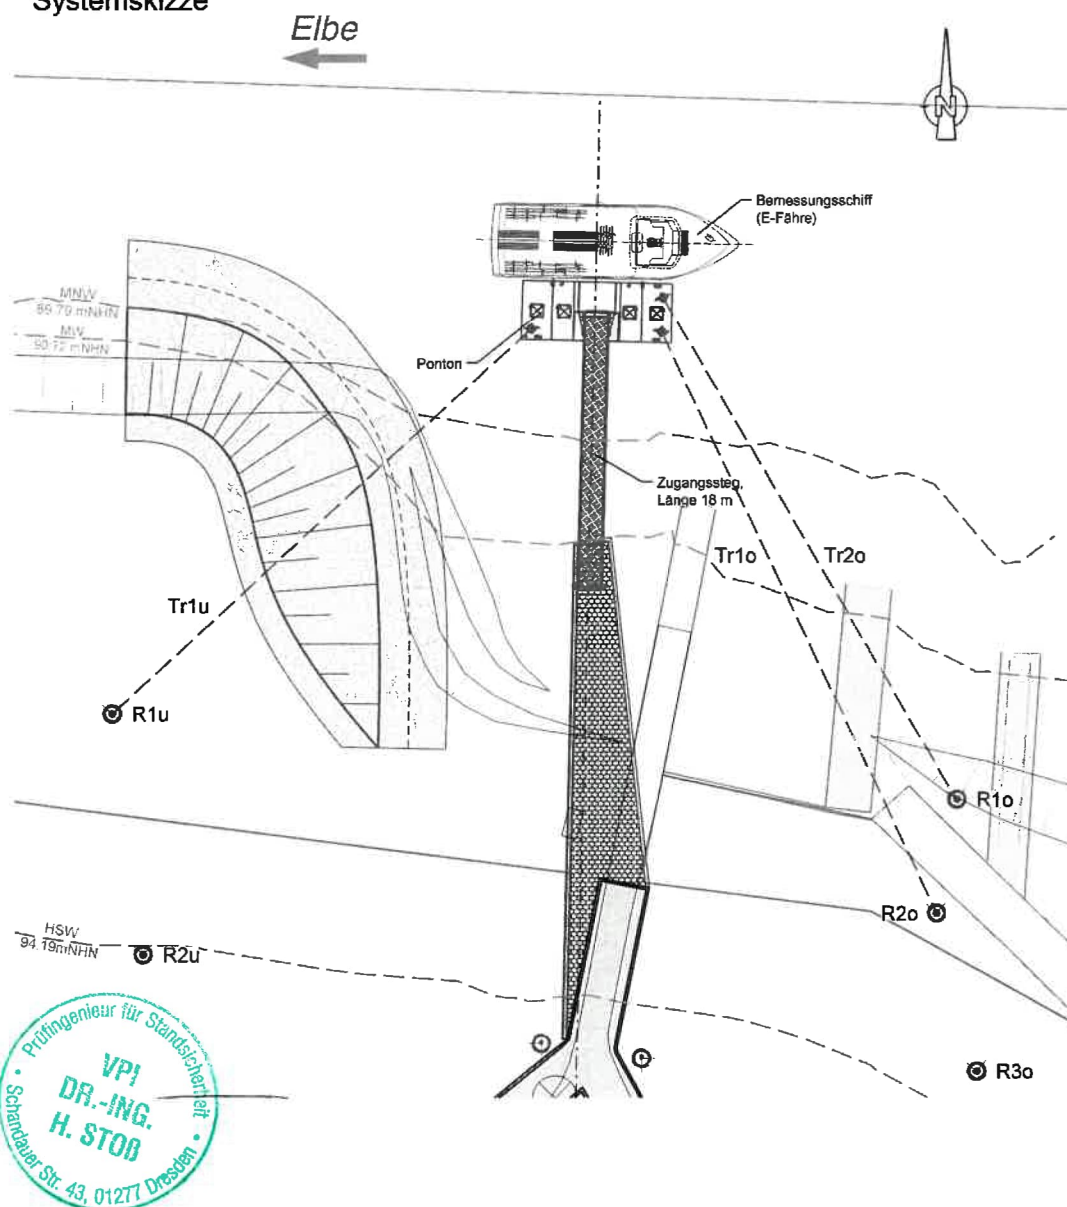 Systemskizze
Elbe
N
Bemessungsschiff
(E-Fähre)
MNW
89.79 mNHN
MW
90.12 mNHN
Ponton
Zugangssteg,
Länge 18 m
Tr1o
Tr2o
Tr1u
R1u
R1o
R2o
HSW
94.19mNHN
R2u
R3o
Prüfingenieur für Standsicherheit
VPI
DR.-ING.
H. STOß
Schandauer Str. 43, 01277 Dresden